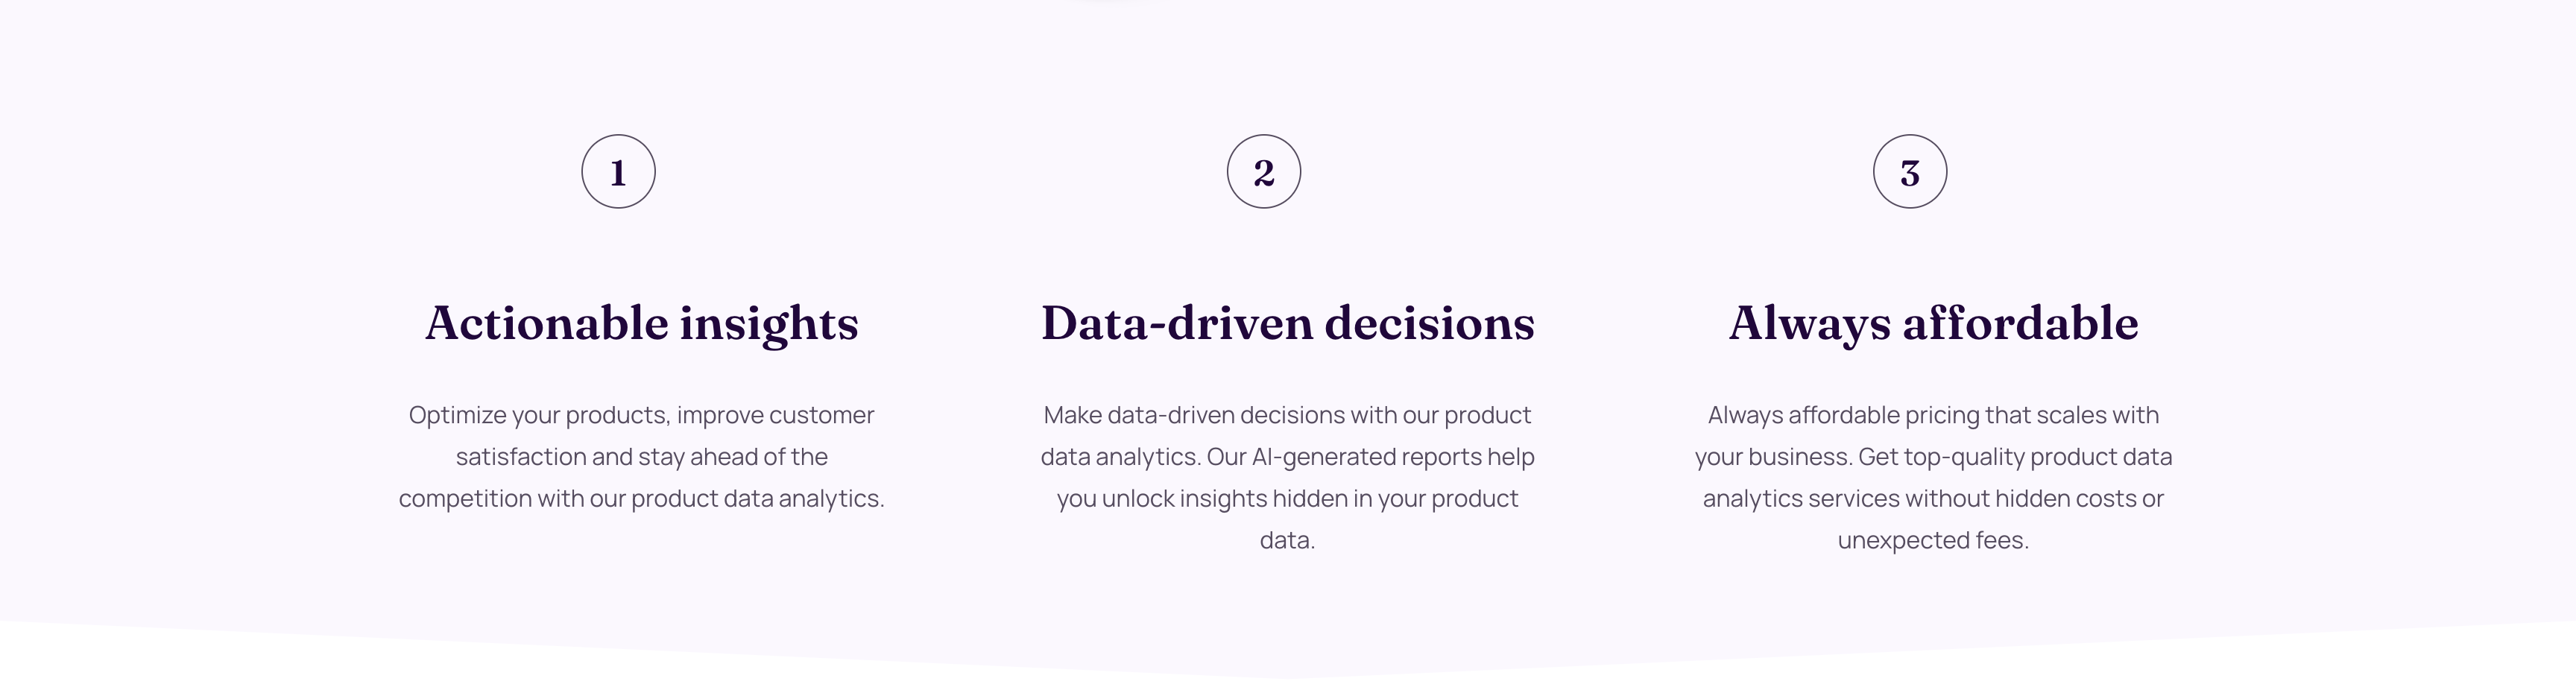 1
Actionable insights
Optimize your products, improve customer
satisfaction and stay ahead of the
competition with our product data analytics.
2
Data-driven decisions
Make data-driven decisions with our product
data analytics. Our AI-generated reports help
you unlock insights hidden in your product
data.
3
Always affordable
Always affordable pricing that scales with
your business. Get top-quality product data
analytics services without hidden costs or
unexpected fees.